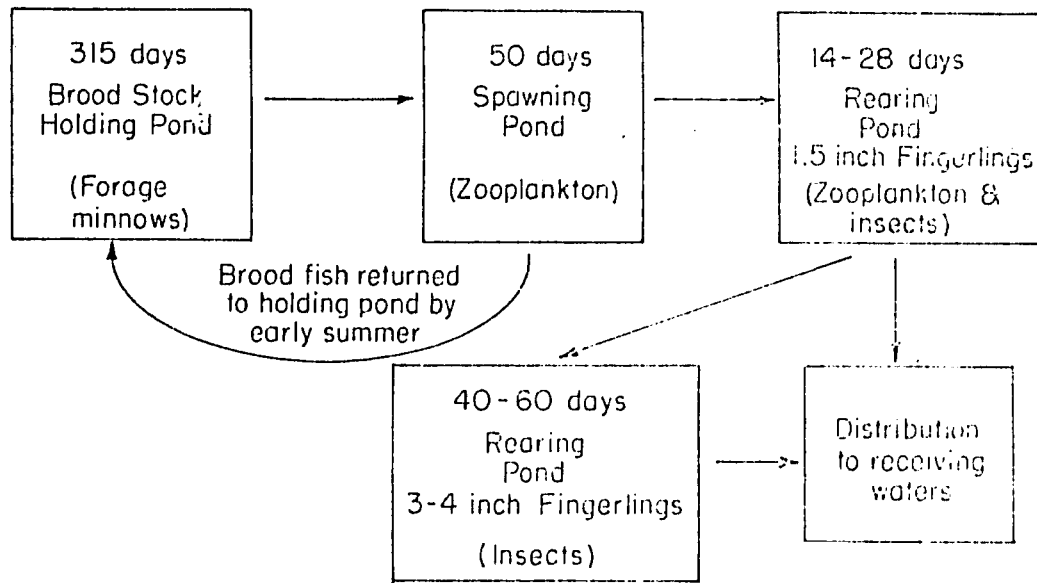 315 days
Brood Stock
Holding Pond
(Forage
minnows)
50 days
Spawning
Pond
(Zooplankton)
14-28 days
Rearing
Pond
1.5 inch Fingerlings
(Zooplankton &
insects)
Brood fish returned
to holding pond by
early summer
40-60 days
Rearing
Pond
3-4 inch Fingerlings
(Insects)
Distribution
to receiving
waters